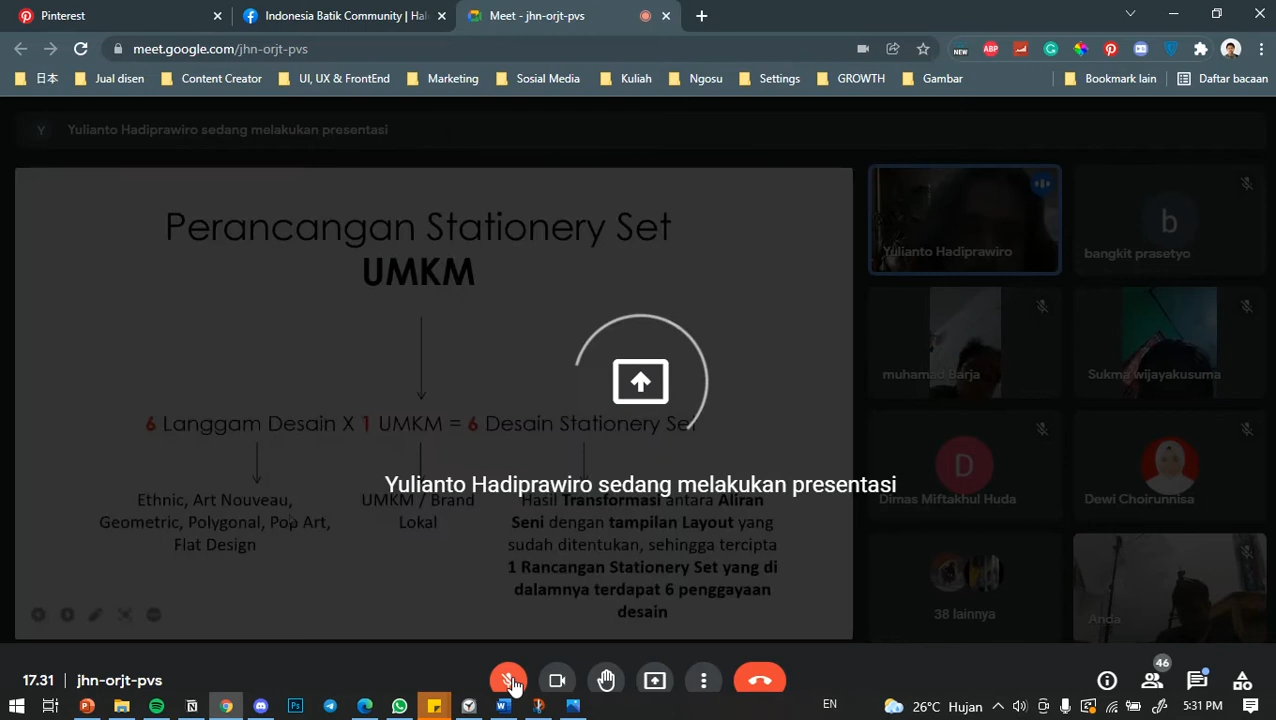 Pinterest
Indonesia Batik Community | Hal
Meet - jhn-orjt-pvs
meet.google.com/jhn-orjt-pvs
NEW
ABP
日本
Jual disen
Content Creator
UI, UX & FrontEnd
Marketing
Sosial Media
Kuliah
Ngosu
Settings
GROWTH
Gambar
Bookmark lain
Daftar bacaan
Y
Yulianto Hadiprawiro sedang melakukan presentasi
Perancangan Stationery Set
UMKM
6 Langgam Desain X 1 UMKM = 6 Desain Stationery Set
Ethnic, Art Nouveau,
Geometric, Polygonal, Pop Art,
Flat Design
UMKM / Brand
Lokal
Hasil Transformasi antara Aliran
Seni dengan tampilan Layout yang
sudah ditentukan, sehingga tercipta
1 Rancangan Stationery Set yang di
dalamnya terdapat 6 penggayaan
desain
Yulianto Hadiprawiro sedang melakukan presentasi
Yulianto Hadiprawiro
b
bangkit prasetyo
muhamad Barja
Sukma wijayakusuma
D
Dimas Miftakhul Huda
Dewi Choirunnisa
38 lainnya
Anda
17.31 | jhn-orjt-pvs
46
EN
26°C Hujan
5:31 PM